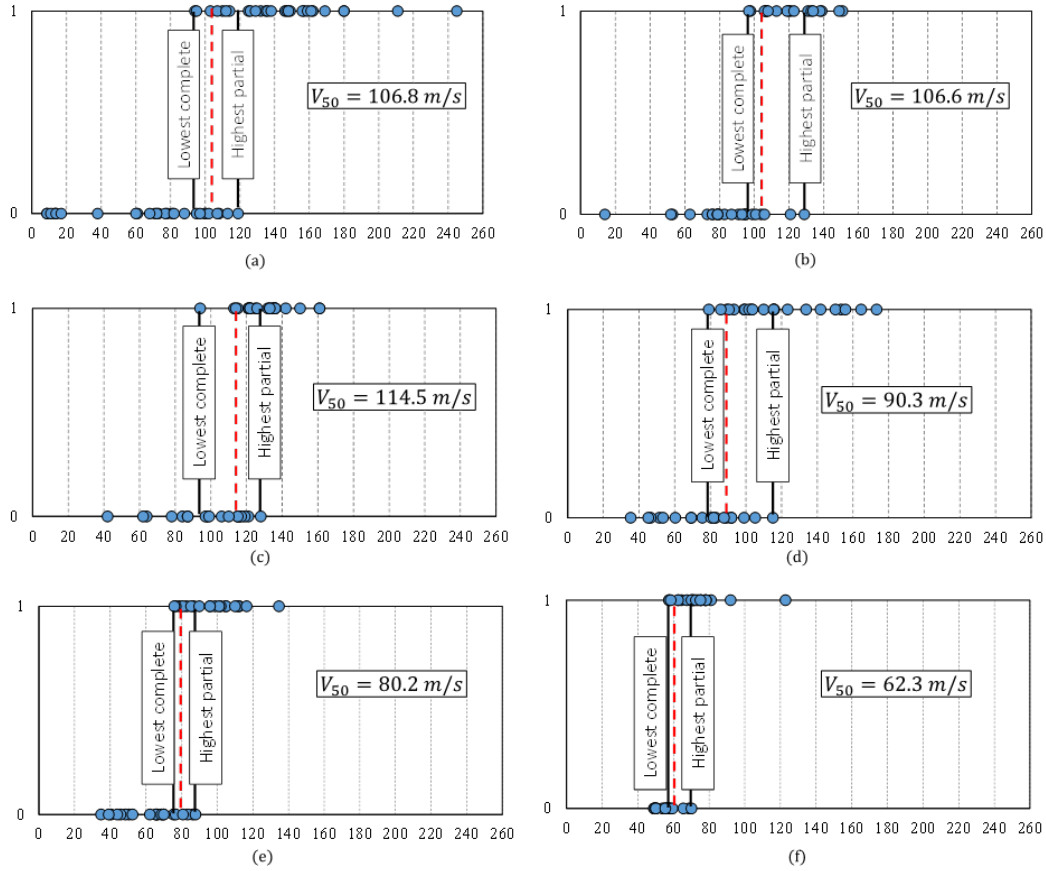 1
Lowest complete
Highest partial
V₅₀ = 106.8 m/s
0
0 20 40 60 80 100 120 140 160 180 200 220 240 260
(a)
1
Lowest complete
Highest partial
V₅₀ = 106.6 m/s
0
0 20 40 60 80 100 120 140 160 180 200 220 240 260
(b)
1
Lowest complete
Highest partial
V₅₀ = 114.5 m/s
0
0 20 40 60 80 100 120 140 160 180 200 220 240 260
(c)
1
Lowest complete
Highest partial
V₅₀ = 90.3 m/s
0
0 20 40 60 80 100 120 140 160 180 200 220 240 260
(d)
1
Lowest complete
Highest partial
V₅₀ = 80.2 m/s
0
0 20 40 60 80 100 120 140 160 180 200 220 240 260
(e)
1
Lowest complete
Highest partial
V₅₀ = 62.3 m/s
0
0 20 40 60 80 100 120 140 160 180 200 220 240 260
(f)